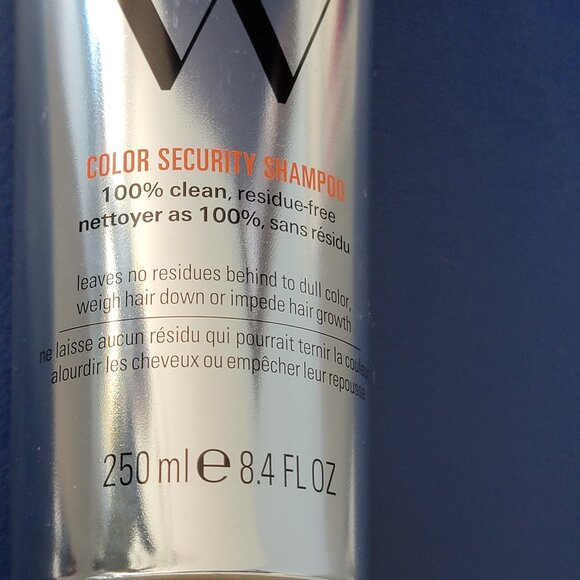 W
COLOR SECURITY SHAMPOO
100% clean, residue-free
nettoyer as 100%, sans résidu
leaves no residues behind to dull color,
weigh hair down or impede hair growth
ne laisse aucun résidu qui pourrait ternir la couleur
alourdir les cheveux ou empêcher leur repousse
250 ml e 8.4 FL OZ